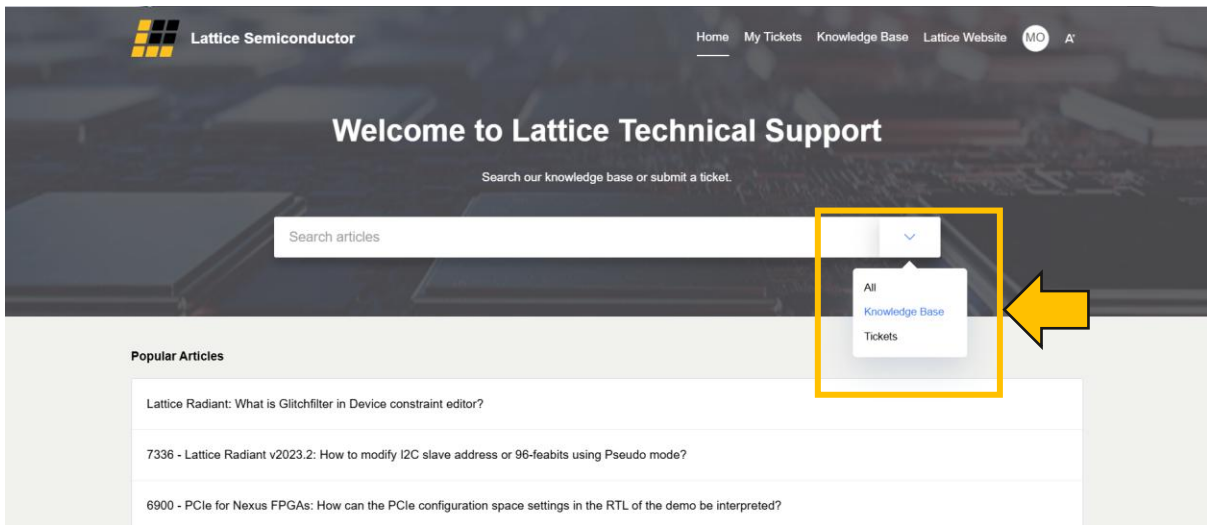 Lattice Semiconductor
Home My Tickets Knowledge Base Lattice Website MO A
Welcome to Lattice Technical Support
Search our knowledge base or submit a ticket.
Search articles
All
Knowledge Base
Tickets
Popular Articles
Lattice Radiant: What is Glitchfilter in Device constraint editor?
7336 - Lattice Radiant v2023.2: How to modify I2C slave address or 96-feabits using Pseudo mode?
6900 - PCIe for Nexus FPGAs: How can the PCIe configuration space settings in the RTL of the demo be interpreted?